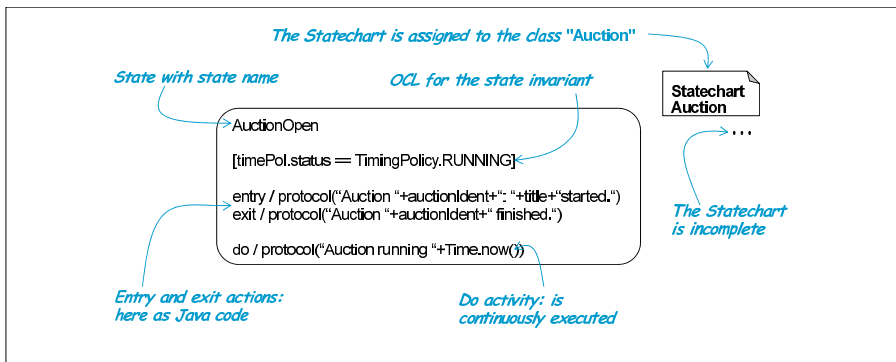 The Statechart is assigned to the class "Auction"
State with state name
OCL for the state invariant
Statechart
Auction
...
AuctionOpen
[timePol.status == TimingPolicy.RUNNING]
entry / protocol(“Auction “+auctionIdent+“: “+title+“started.“)
exit / protocol(“Auction “+auctionIdent+“ finished.“)
do / protocol(“Auction running “+Time.now())
The Statechart
is incomplete
Entry and exit actions:
here as Java code
Do activity: is
continuously executed